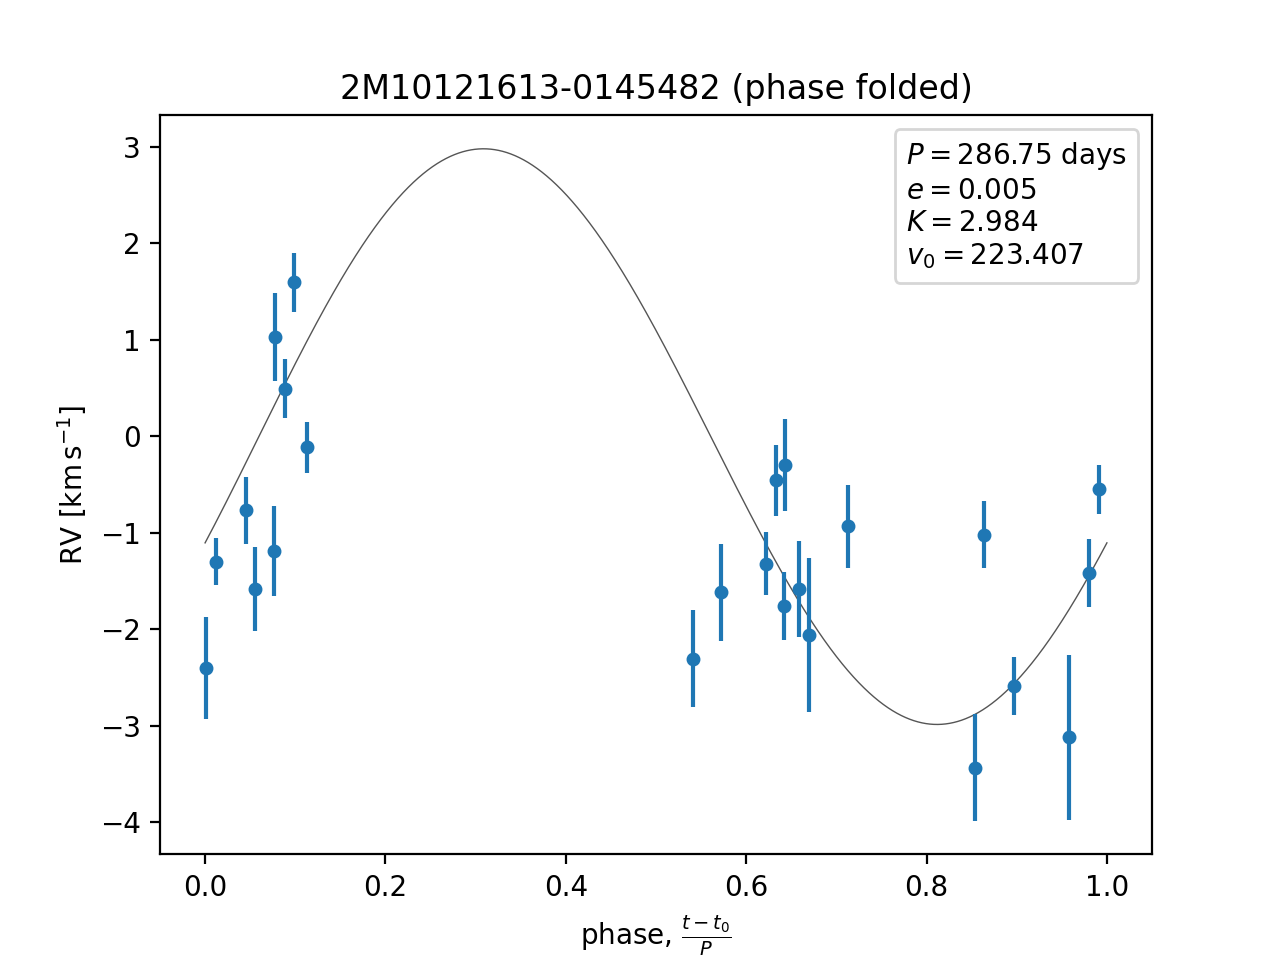 2M10121613-0145482 (phase folded)
P = 286.75 days
e = 0.005
K = 2.984
v₀ = 223.407
3
2
1
0
−1
−2
−3
−4
RV [km s⁻¹]
0.0 0.2 0.4 0.6 0.8 1.0
phase, (t − t₀)/P